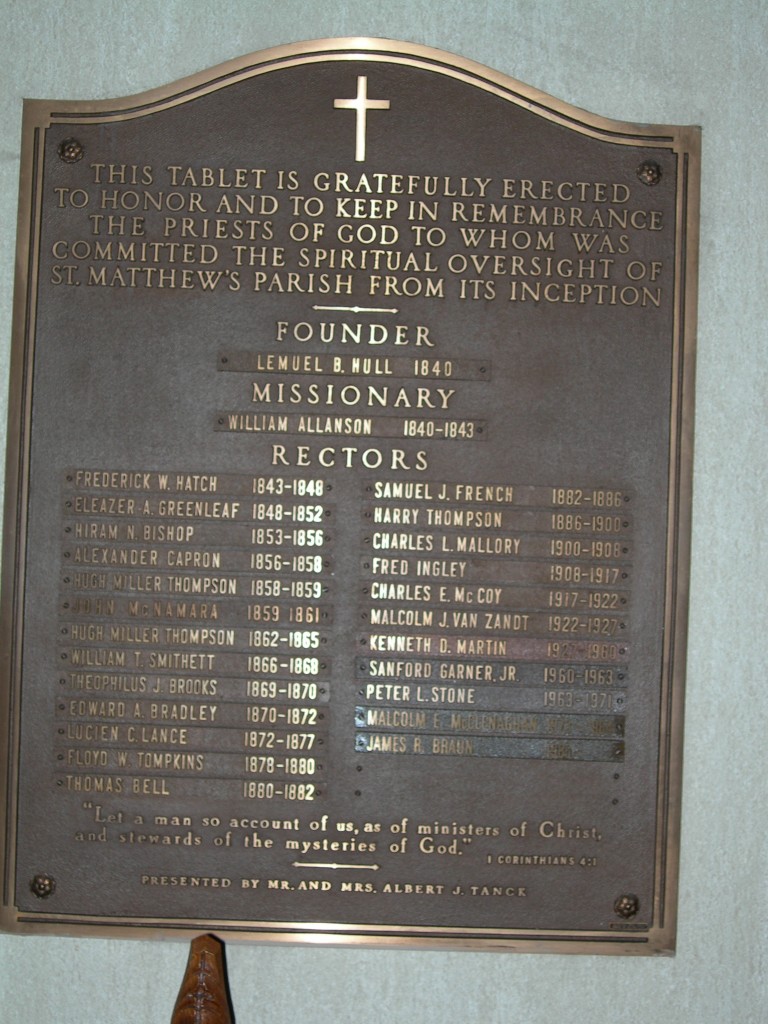 THIS TABLET IS GRATEFULLY ERECTED
TO HONOR AND TO KEEP IN REMEMBRANCE
THE PRIESTS OF GOD TO WHOM WAS
COMMITTED THE SPIRITUAL OVERSIGHT OF
ST. MATTHEW'S PARISH FROM ITS INCEPTION
FOUNDER
LEMUEL B. HULL 1840
MISSIONARY
WILLIAM ALLANSON 1840-1843
RECTORS
FREDERICK W. HATCH 1843-1848
ELEAZER A. GREENLEAF 1848-1852
HIRAM N. BISHOP 1853-1856
ALEXANDER CAPRON 1856-1858
HUGH MILLER THOMPSON 1858-1859
JOHN McNAMARA 1859 1861
HUGH MILLER THOMPSON 1862-1865
WILLIAM T. SMITHETT 1866-1868
THEOPHILUS J. BROOKS 1869-1870
EDWARD A. BRADLEY 1870-1872
LUCIEN C. LANCE 1872-1877
FLOYD W. TOMPKINS 1878-1880
THOMAS BELL 1880-1882
SAMUEL J. FRENCH 1882-1886
HARRY THOMPSON 1886-1900
CHARLES L. MALLORY 1900-1908
FRED INGLEY 1908-1917
CHARLES E. McCOY 1917-1922
MALCOLM J. VAN ZANDT 1922-1927
KENNETH D. MARTIN
SANFORD GARNER, JR. 1960-1963
PETER L. STONE 1963-1971
MALCOLM E.
JAMES R. BRAUN
"Let a man so account of us, as of ministers of Christ,
and stewards of the mysteries of God."
I CORINTHIANS 4:1
PRESENTED BY MR. AND MRS. ALBERT J. TANCK